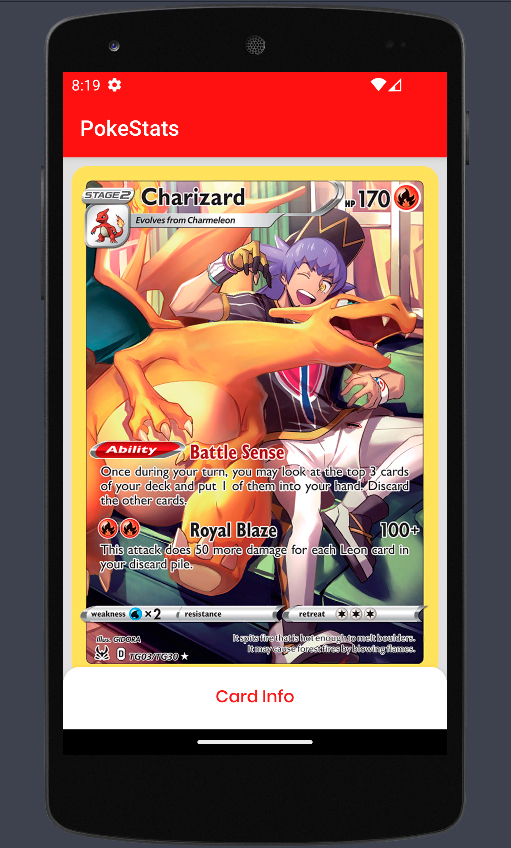 8:19
PokeStats
STAGE2
Charizard
HP 170
Evolves from Charmeleon
Ability
Battle Sense
Once during your turn, you may look at the top 3 cards
of your deck and put 1 of them into your hand. Discard
the other cards.
Royal Blaze 100+
This attack does 50 more damage for each Leon card in
your discard pile.
weakness ×2 resistance retreat
Illus. GIDORA
It spits fire that is hot enough to melt boulders.
It may cause forest fires by blowing flames.
D TG03/TG30 ★
Card Info